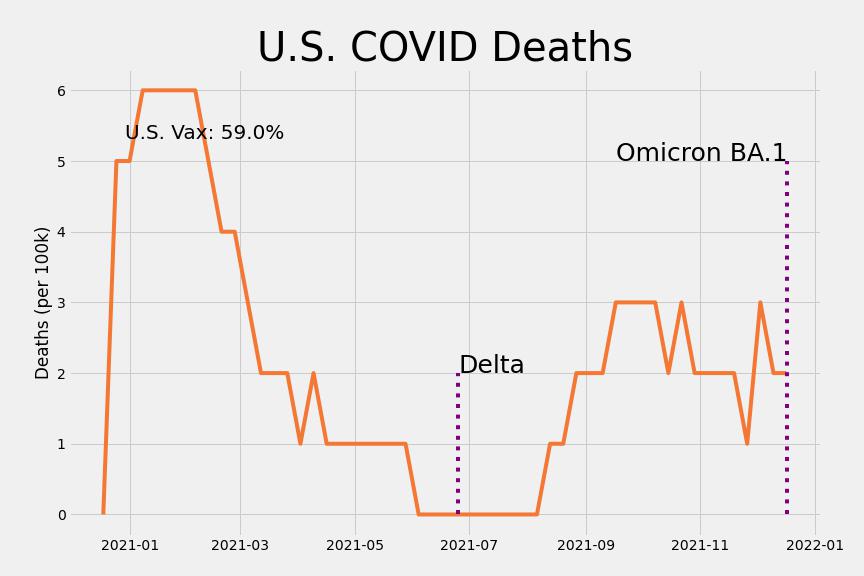 U.S. COVID Deaths
6
U.S. Vax: 59.0%
Omicron BA.1
5
4
Deaths (per 100k)
3
Delta
2
1
0
2021-01
2021-03
2021-05
2021-07
2021-09
2021-11
2022-01